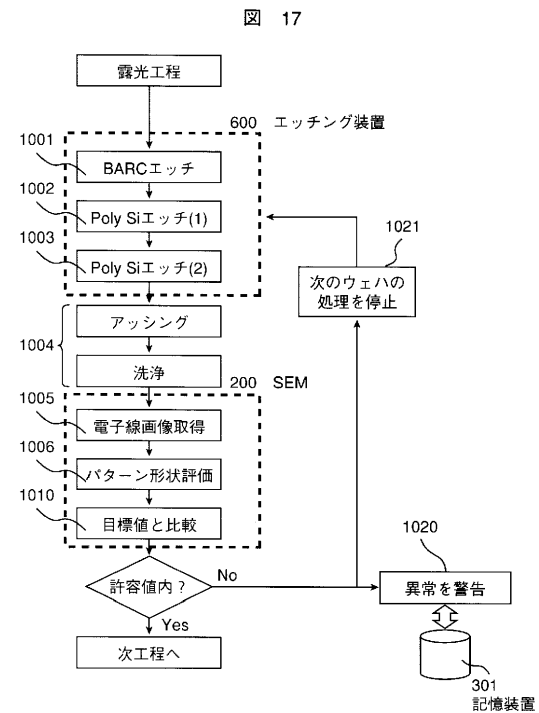 図 17
露光工程
600 エッチング装置
1001
BARCエッチ
1002
Poly Siエッチ(1)
1003
Poly Siエッチ(2)
1021
次のウェハの
処理を停止
アッシング
1004
洗浄
200 SEM
1005
電子線画像取得
1006
パターン形状評価
1010
目標値と比較
1020
許容値内?
No
異常を警告
Yes
次工程へ
301
記憶装置